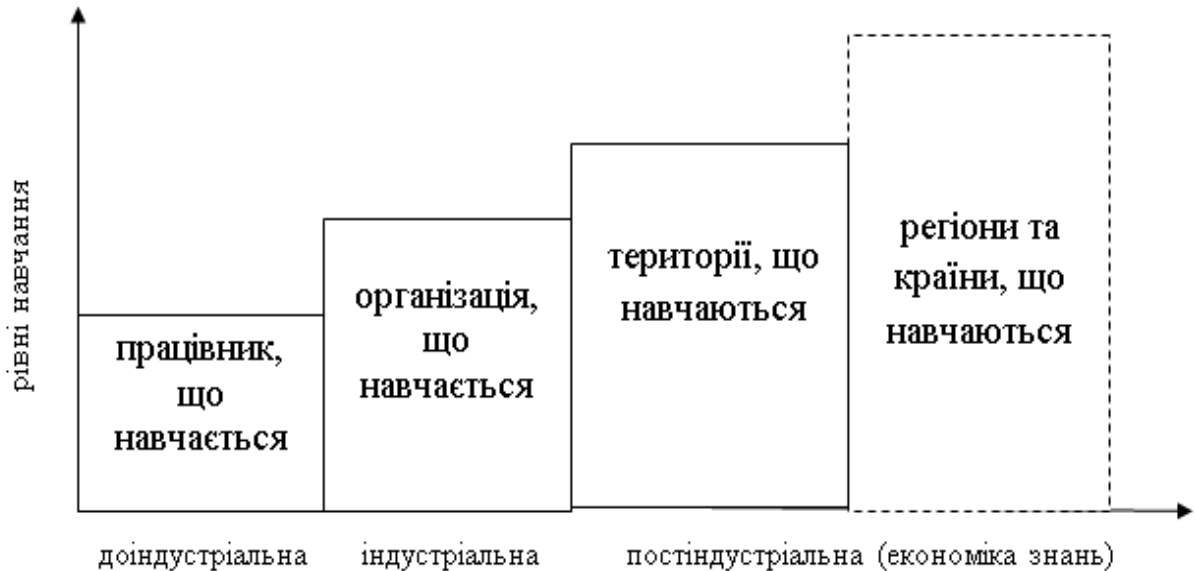 рівні навчання
працівник,
що
навчається
організація,
що
навчається
території, що
навчаються
регіони та
країни, що
навчаються
доіндустріальна
індустріальна
постіндустріальна (економіка знань)